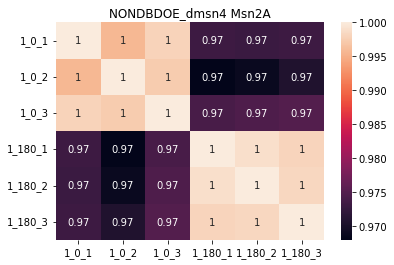 NONDBDOE_dmsn4 Msn2A
1_0_1 1 1 1 0.97 0.97 0.97
1_0_2 1 1 1 0.97 0.97 0.97
1_0_3 1 1 1 0.97 0.97 0.97
1_180_1 0.97 0.97 0.97 1 1 1
1_180_2 0.97 0.97 0.97 1 1 1
1_180_3 0.97 0.97 0.97 1 1 1
1_0_1 1_0_2 1_0_3 1_180_1 1_180_2 1_180_3
1.000
0.995
0.990
0.985
0.980
0.975
0.970